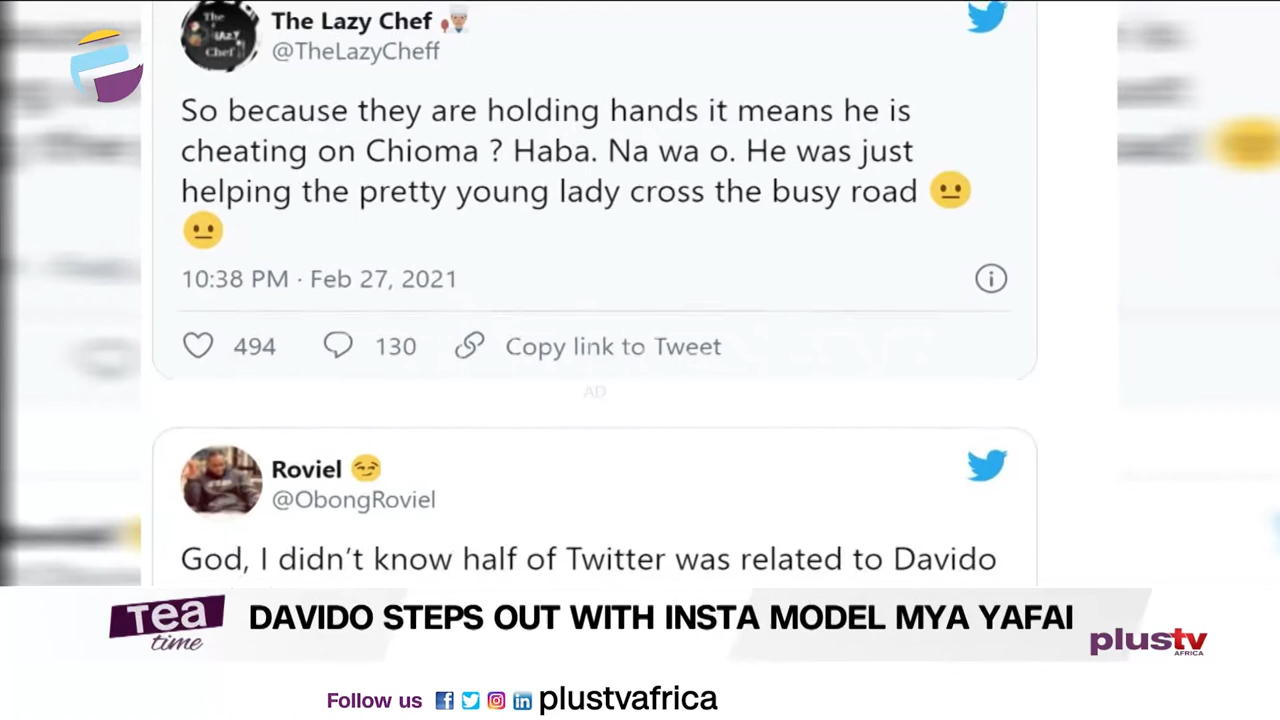 The Lazy Chef
@TheLazyCheff
So because they are holding hands it means he is
cheating on Chioma ? Haba. Na wa o. He was just
helping the pretty young lady cross the busy road 😐
😐
10:38 PM · Feb 27, 2021
494 130 Copy link to Tweet
AD
Roviel 😏
@ObongRoviel
God, I didn't know half of Twitter was related to Davido
Tea time
DAVIDO STEPS OUT WITH INSTA MODEL MYA YAFAI
plustv
AFRICA
Follow us plustvafrica